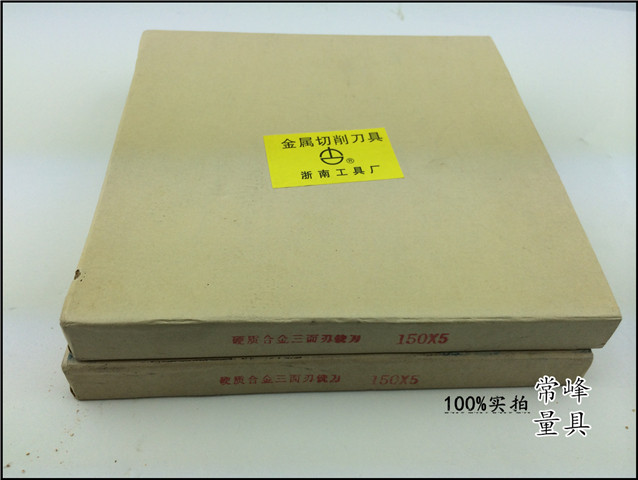 金属切削刀具
®
浙南工具厂
硬质合金三面刃铣刀 150X5
硬质合金三面刃铣刀 150X5
100%实拍
常峰
量具